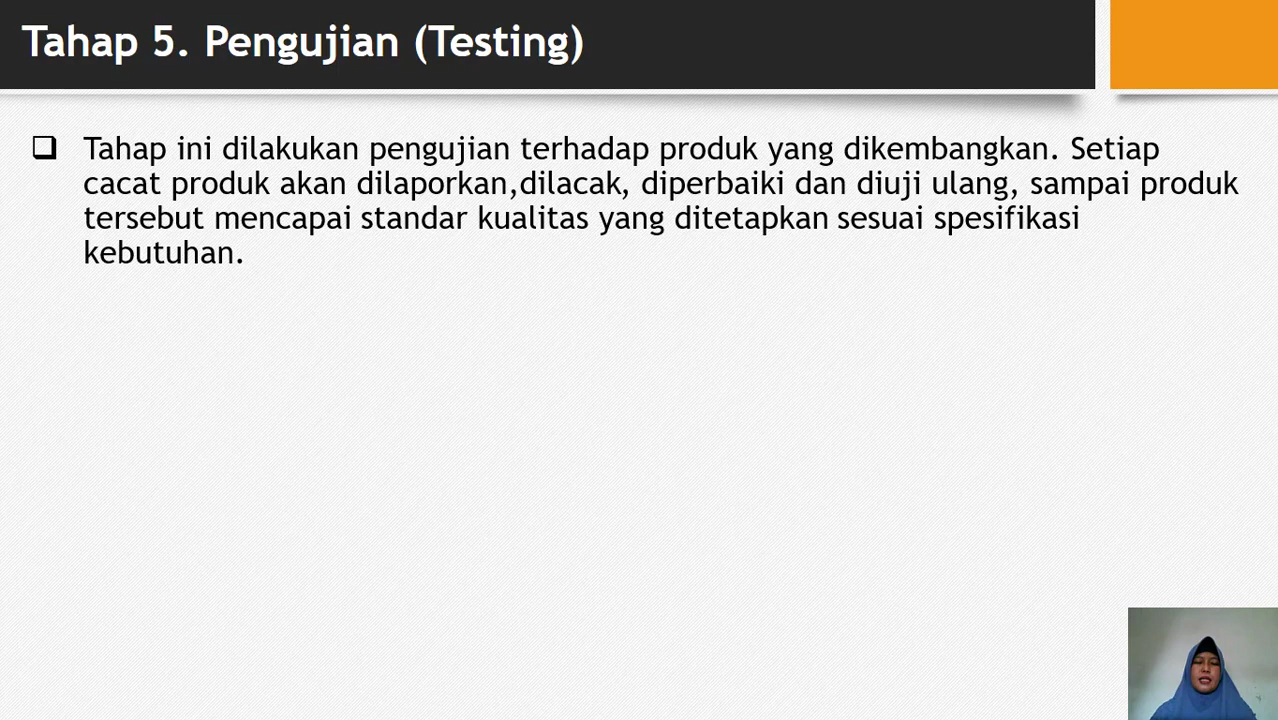 Tahap 5. Pengujian (Testing)
Tahap ini dilakukan pengujian terhadap produk yang dikembangkan. Setiap
cacat produk akan dilaporkan,dilacak, diperbaiki dan diuji ulang, sampai produk
tersebut mencapai standar kualitas yang ditetapkan sesuai spesifikasi
kebutuhan.